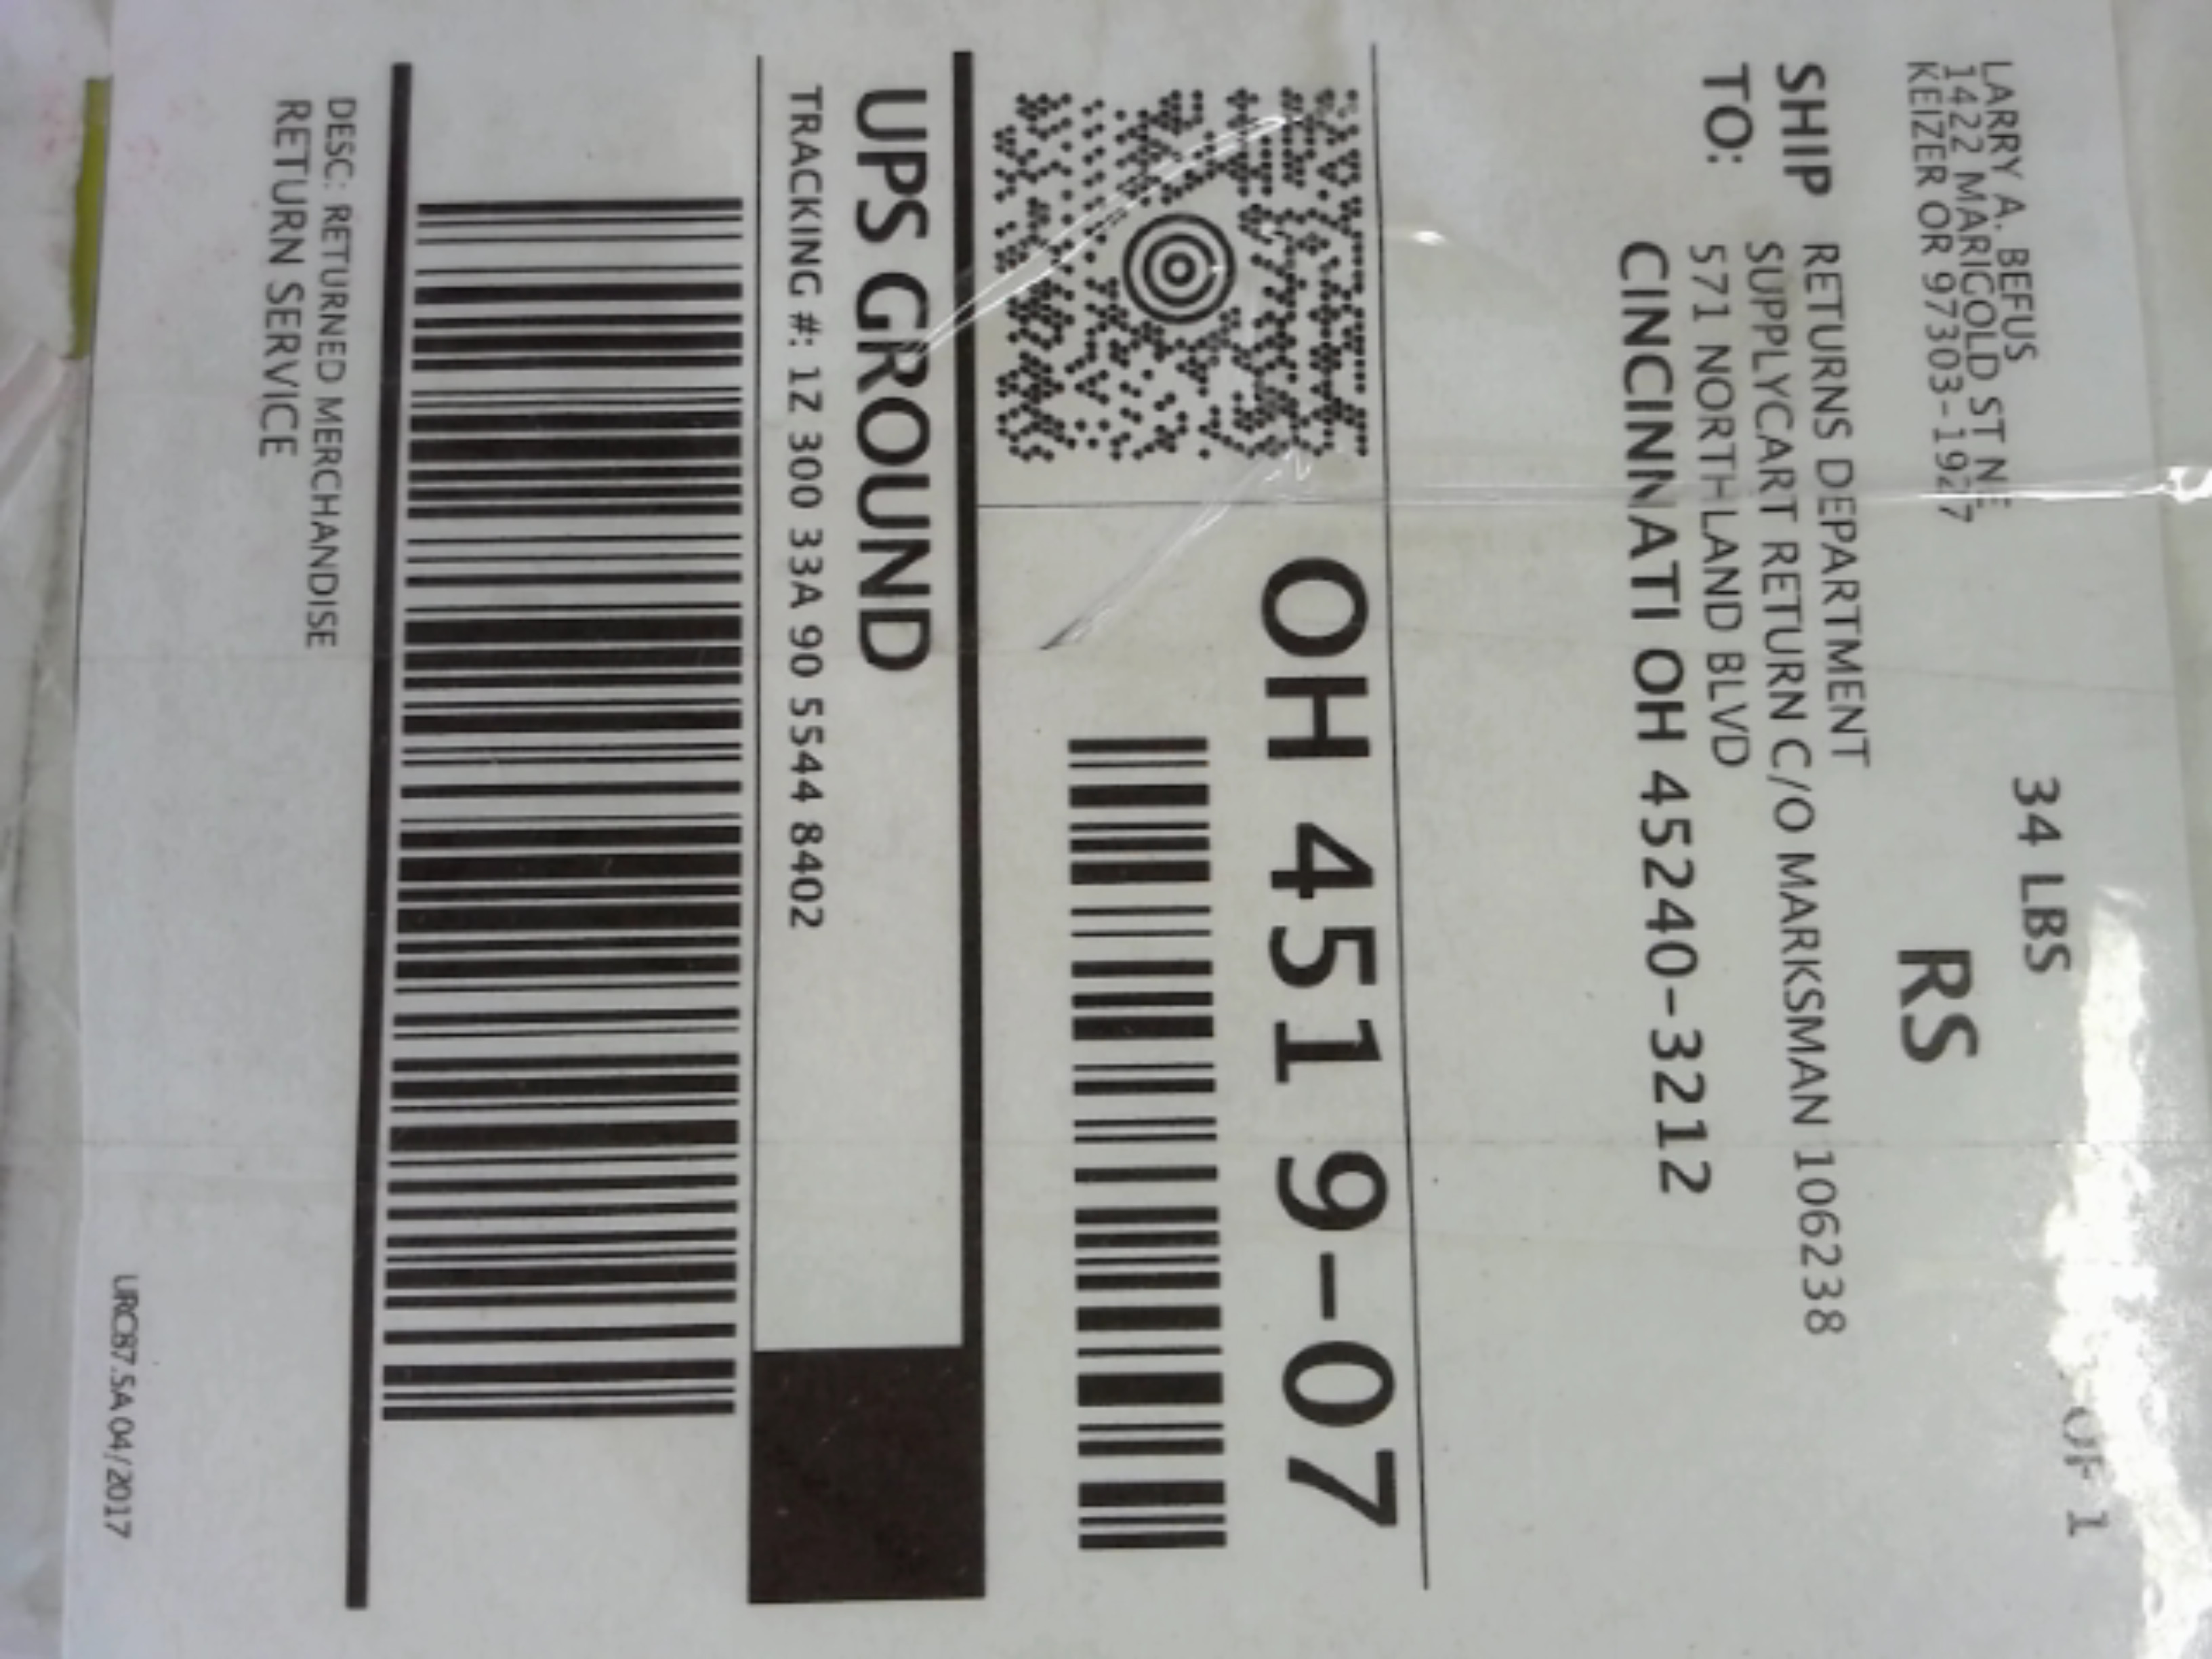 LARRY A. BEFUS
1422 MARIGOLD ST NE
KEIZER OR 97303-1927
34 LBS
OF 1
RS
SHIP
TO:
RETURNS DEPARTMENT
SUPPLYCART RETURN C/O MARKSMAN 106238
571 NORTHLAND BLVD
CINCINNATI OH 45240-3212
OH 451 9-07
UPS GROUND
TRACKING #: 1Z 300 33A 90 5544 8402
DESC: RETURNED MERCHANDISE
RETURN SERVICE
URC87.5A 04/2017